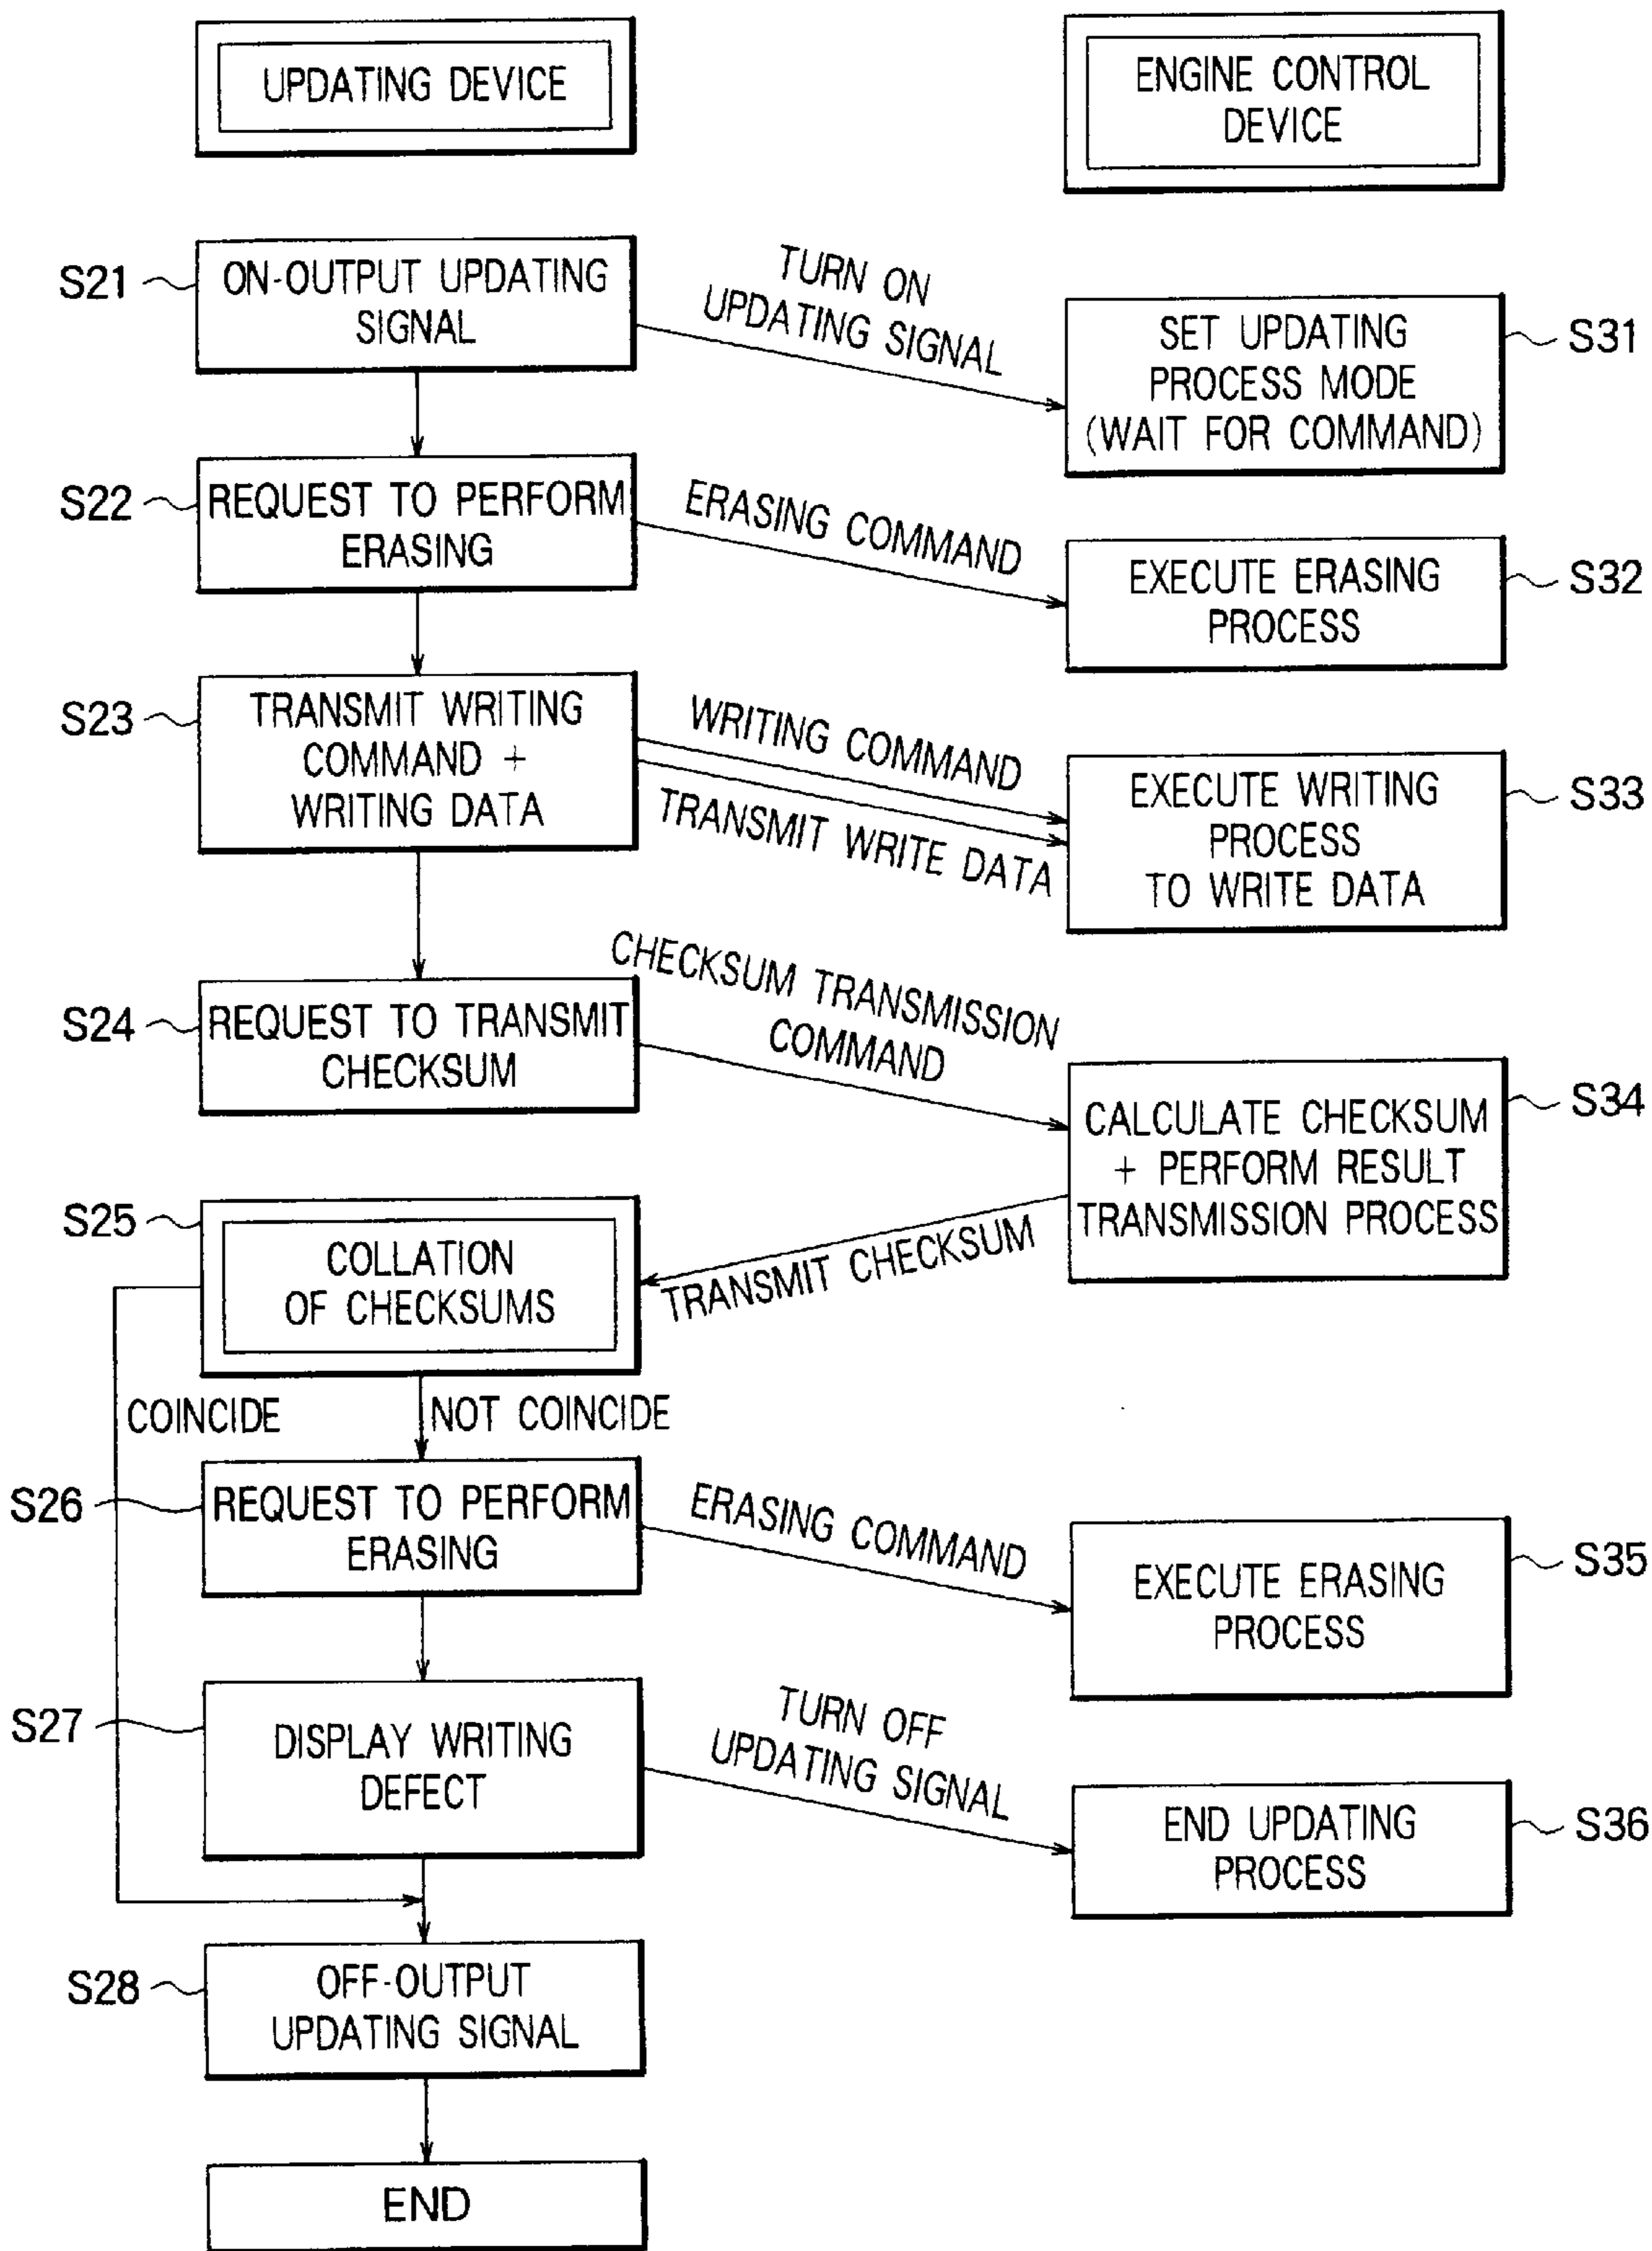 UPDATING DEVICE
ENGINE CONTROL
DEVICE
S21
ON-OUTPUT UPDATING
SIGNAL
TURN ON
UPDATING SIGNAL
SET UPDATING
PROCESS MODE
(WAIT FOR COMMAND)
S31
S22
REQUEST TO PERFORM
ERASING
ERASING COMMAND
EXECUTE ERASING
PROCESS
S32
S23
TRANSMIT WRITING
COMMAND +
WRITING DATA
WRITING COMMAND
TRANSMIT WRITE DATA
EXECUTE WRITING
PROCESS
TO WRITE DATA
S33
S24
REQUEST TO TRANSMIT
CHECKSUM
CHECKSUM TRANSMISSION
COMMAND
CALCULATE CHECKSUM
+ PERFORM RESULT
TRANSMISSION PROCESS
S34
S25
COLLATION
OF CHECKSUMS
TRANSMIT CHECKSUM
COINCIDE
NOT COINCIDE
S26
REQUEST TO PERFORM
ERASING
ERASING COMMAND
EXECUTE ERASING
PROCESS
S35
S27
DISPLAY WRITING
DEFECT
TURN OFF
UPDATING SIGNAL
END UPDATING
PROCESS
S36
S28
OFF-OUTPUT
UPDATING SIGNAL
END